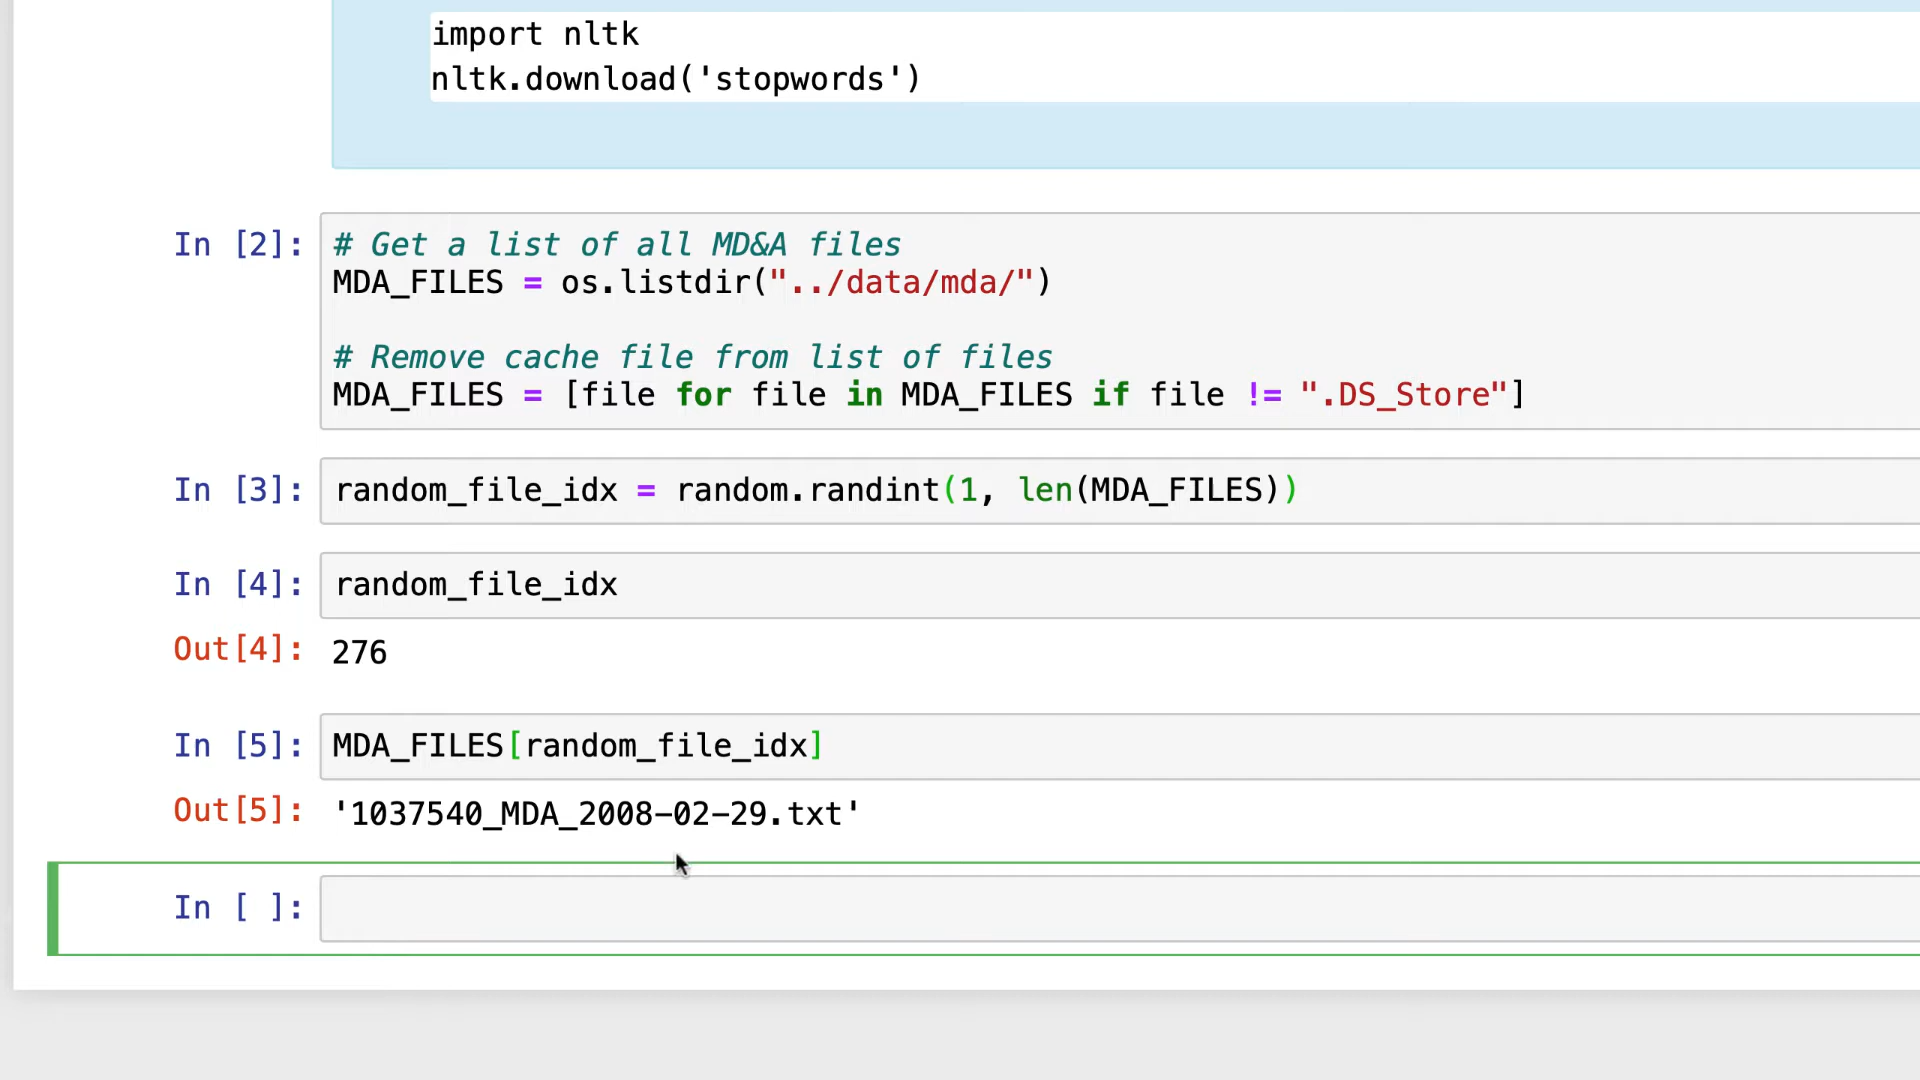 import nltk
nltk.download('stopwords')
In [2]:
# Get a list of all MD&A files
MDA_FILES = os.listdir("../data/mda/")
# Remove cache file from list of files
MDA_FILES = [file for file in MDA_FILES if file != ".DS_Store"]
In [3]: random_file_idx = random.randint(1, len(MDA_FILES))
In [4]: random_file_idx
Out[4]: 276
In [5]: MDA_FILES[random_file_idx]
Out[5]: '1037540_MDA_2008-02-29.txt'
In [ ]: